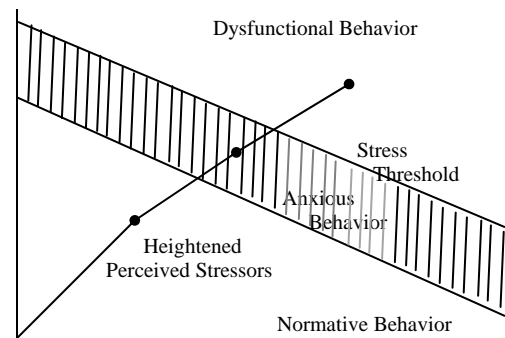 Dysfunctional Behavior
Stress
Threshold
Anxious
Behavior
Heightened
Perceived Stressors
Normative Behavior